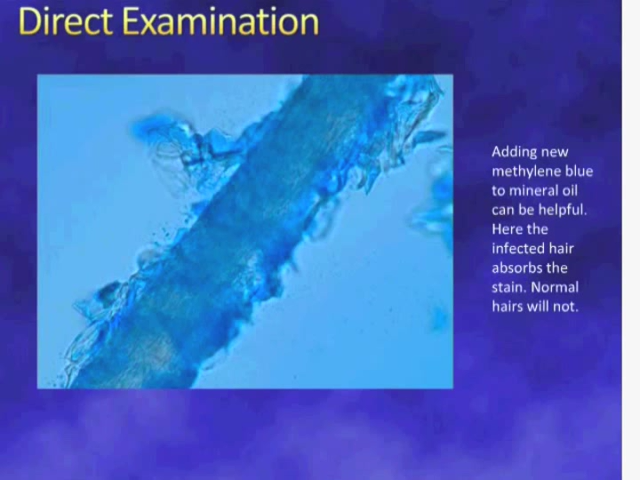 Direct Examination
Adding new
methylene blue
to mineral oil
can be helpful.
Here the
infected hair
absorbs the
stain. Normal
hairs will not.